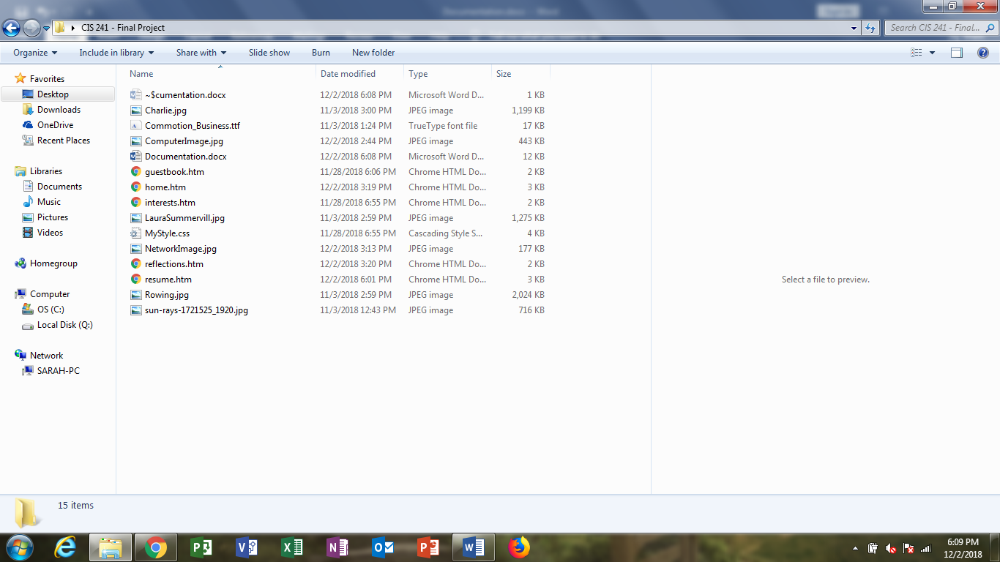 CIS 241 - Final Project
Search CIS 241 - Final...
Organize Include in library Share with Slide show Burn New folder
Favorites
Desktop
Downloads
OneDrive
Recent Places
Libraries
Documents
Music
Pictures
Videos
Homegroup
Computer
OS (C:)
Local Disk (Q:)
Network
SARAH-PC
Name Date modified Type Size
~$cumentation.docx 12/2/2018 6:08 PM Microsoft Word D... 1 KB
Charlie.jpg 11/3/2018 3:00 PM JPEG image 1,199 KB
Commotion_Business.ttf 11/3/2018 1:24 PM TrueType font file 17 KB
ComputerImage.jpg 12/2/2018 2:44 PM JPEG image 443 KB
Documentation.docx 12/2/2018 6:08 PM Microsoft Word D... 12 KB
guestbook.htm 11/28/2018 6:06 PM Chrome HTML Do... 2 KB
home.htm 12/2/2018 3:19 PM Chrome HTML Do... 3 KB
interests.htm 11/28/2018 6:55 PM Chrome HTML Do... 2 KB
LauraSummervill.jpg 11/3/2018 2:59 PM JPEG image 1,275 KB
MyStyle.css 11/28/2018 6:55 PM Cascading Style S... 4 KB
NetworkImage.jpg 12/2/2018 3:13 PM JPEG image 177 KB
reflections.htm 12/2/2018 3:20 PM Chrome HTML Do... 2 KB
resume.htm 12/2/2018 6:01 PM Chrome HTML Do... 3 KB
Rowing.jpg 11/3/2018 2:59 PM JPEG image 2,024 KB
sun-rays-1721525_1920.jpg 11/3/2018 12:43 PM JPEG image 716 KB
Select a file to preview.
15 items
6:09 PM
12/2/2018